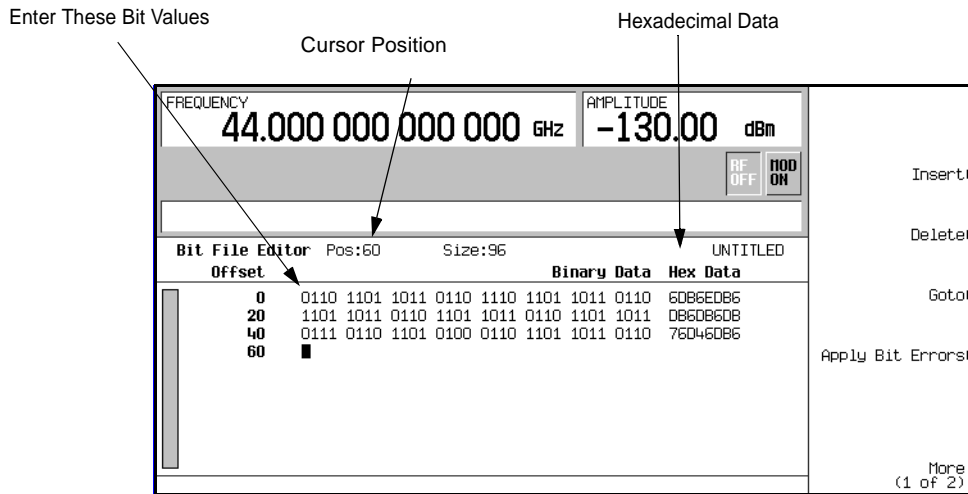 Enter These Bit Values
Cursor Position
Hexadecimal Data
FREQUENCY
44.000 000 000 000 GHz
AMPLITUDE
-130.00 dBm
RF OFF
MOD ON
Insert
Delete
Goto
Apply Bit Errors
More
(1 of 2)
Bit File Editor Pos:60 Size:96 UNTITLED
Offset Binary Data Hex Data
0 0110 1101 1011 0110 1110 1101 1011 0110 6DB6EDB6
20 1101 1011 0110 1101 1011 0110 1101 1011 DB6DB6DB
40 0111 0110 1101 0100 0110 1101 1011 0110 76D46DB6
60